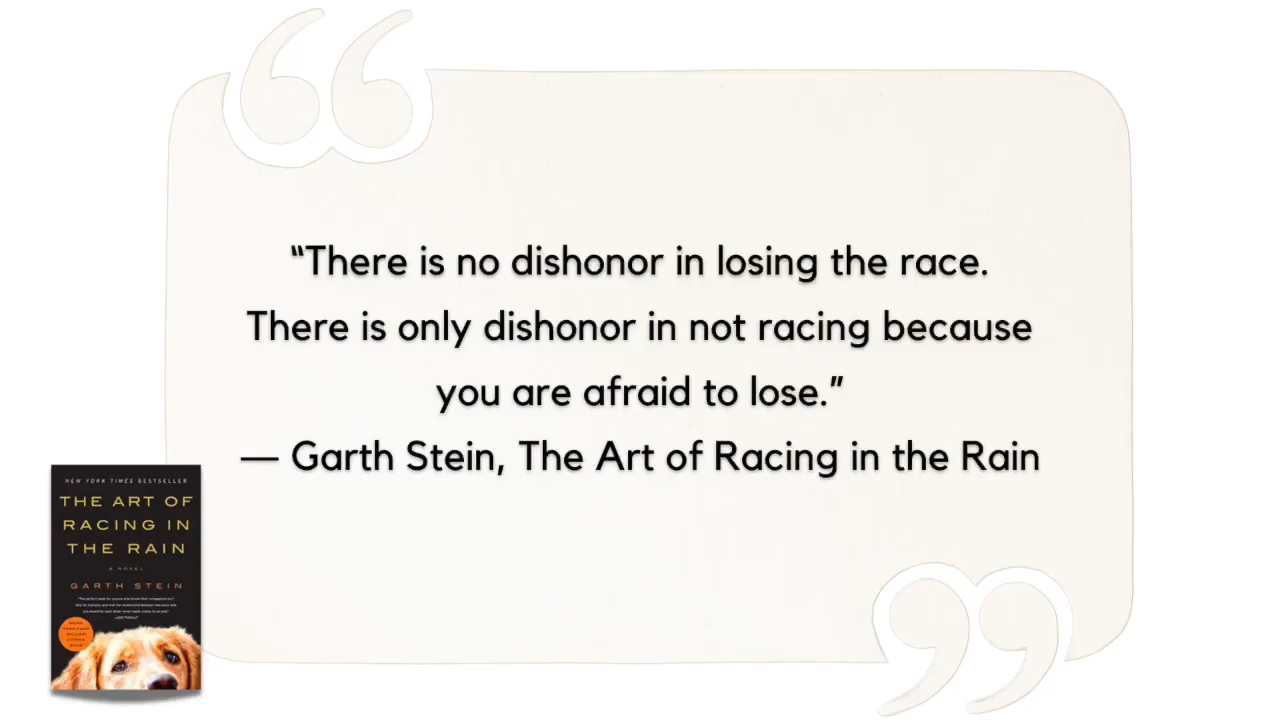 “There is no dishonor in losing the race.
There is only dishonor in not racing because
you are afraid to lose.”
— Garth Stein, The Art of Racing in the Rain
NEW YORK TIMES BESTSELLER
THE ART OF
RACING IN
THE RAIN
A NOVEL
GARTH STEIN